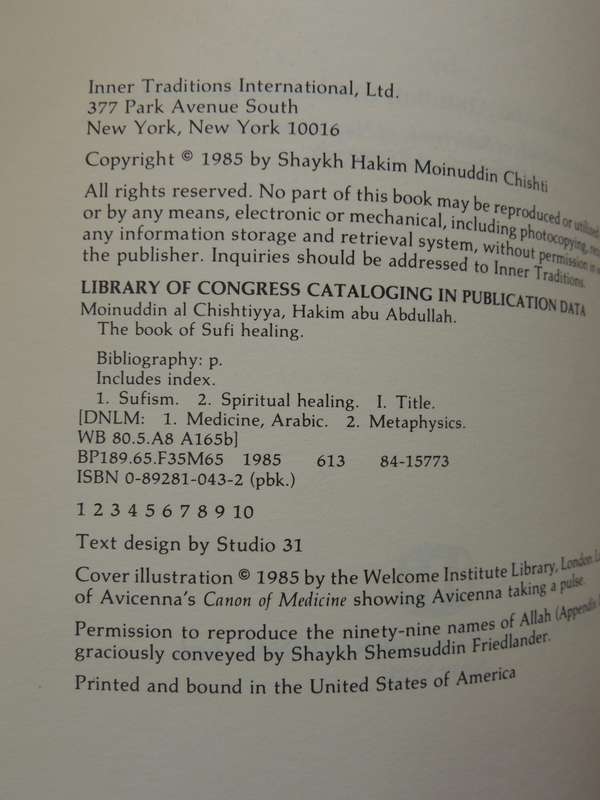 Inner Traditions International, Ltd.
377 Park Avenue South
New York, New York 10016
Copyright © 1985 by Shaykh Hakim Moinuddin Chishti
All rights reserved. No part of this book may be reproduced or utilized
or by any means, electronic or mechanical, including photocopying,
any information storage and retrieval system, without permission in
the publisher. Inquiries should be addressed to Inner Traditions.
LIBRARY OF CONGRESS CATALOGING IN PUBLICATION DATA
Moinuddin al Chishtiyya, Hakim abu Abdullah.
The book of Sufi healing.
Bibliography: p.
Includes index.
1. Sufism. 2. Spiritual healing. I. Title.
[DNLM: 1. Medicine, Arabic. 2. Metaphysics.
WB 80.5.A8 A165b]
BP189.65.F35M65 1985 613 84-15773
ISBN 0-89281-043-2 (pbk.)
1 2 3 4 5 6 7 8 9 10
Text design by Studio 31
Cover illustration © 1985 by the Welcome Institute Library, London.
of Avicenna's Canon of Medicine showing Avicenna taking a pulse.
Permission to reproduce the ninety-nine names of Allah (Appendix
graciously conveyed by Shaykh Shemsuddin Friedlander.
Printed and bound in the United States of America